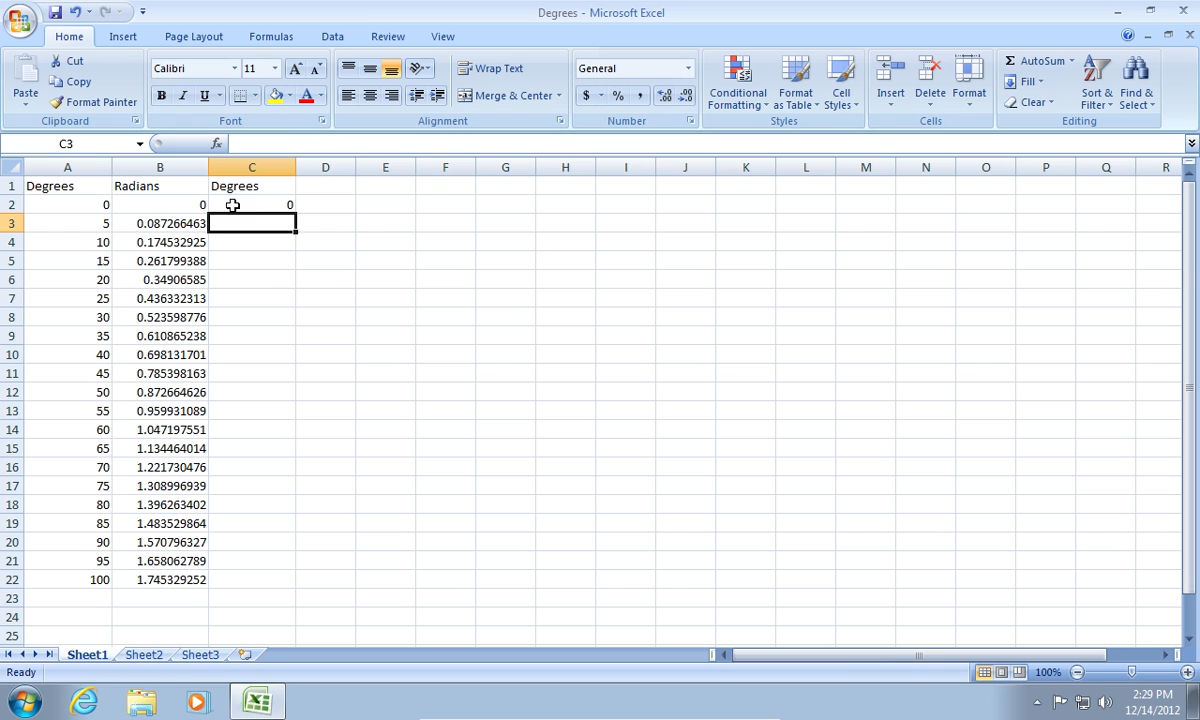 Degrees - Microsoft Excel
Home Insert Page Layout Formulas Data Review View
Paste
Cut
Copy
Format Painter
Clipboard
Calibri 11
B I U
Font
Wrap Text
Merge & Center
Alignment
General
$ % ,
Number
Conditional Formatting
Format as Table
Cell Styles
Styles
Insert
Delete
Format
Cells
Σ AutoSum
Fill
Clear
Sort & Filter
Find & Select
Editing
C3 fx
A B C D E F G H I J K L M N O P Q R
1 Degrees Radians Degrees
2 0 0 0
3 5 0.087266463
4 10 0.174532925
5 15 0.261799388
6 20 0.34906585
7 25 0.436332313
8 30 0.523598776
9 35 0.610865238
10 40 0.698131701
11 45 0.785398163
12 50 0.872664626
13 55 0.959931089
14 60 1.047197551
15 65 1.134464014
16 70 1.221730476
17 75 1.308996939
18 80 1.396263402
19 85 1.483529864
20 90 1.570796327
21 95 1.658062789
22 100 1.745329252
23
24
25
Sheet1 Sheet2 Sheet3
Ready 100%
2:29 PM
12/14/2012